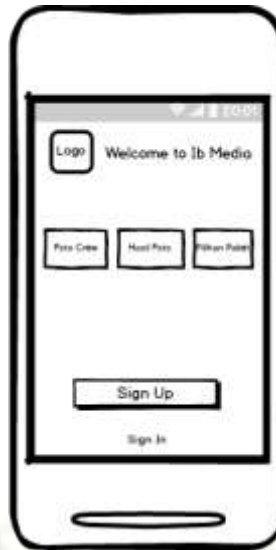 Logo
Welcome to Ib Media
Foto Crew
Hasil Foto
Pilihan Paket
Sign Up
Sign In